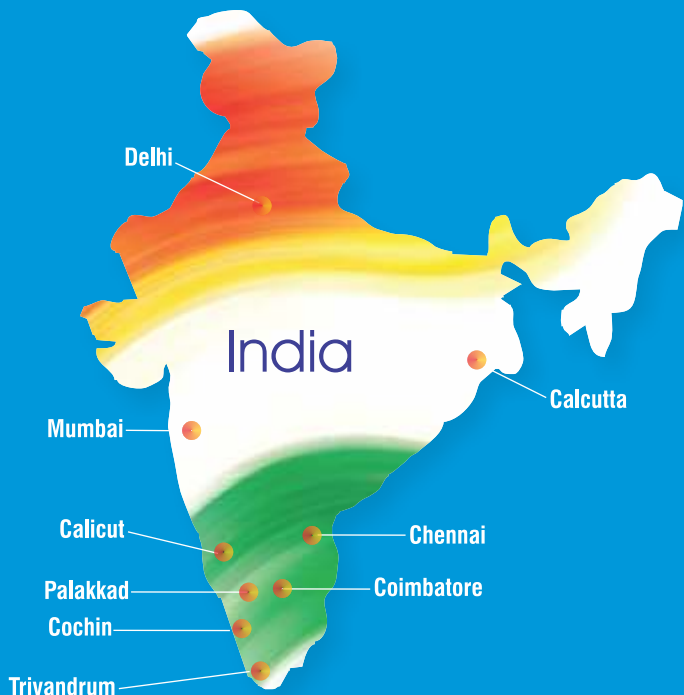 Delhi
India
Calcutta
Mumbai
Calicut
Chennai
Palakkad
Coimbatore
Cochin
Trivandrum